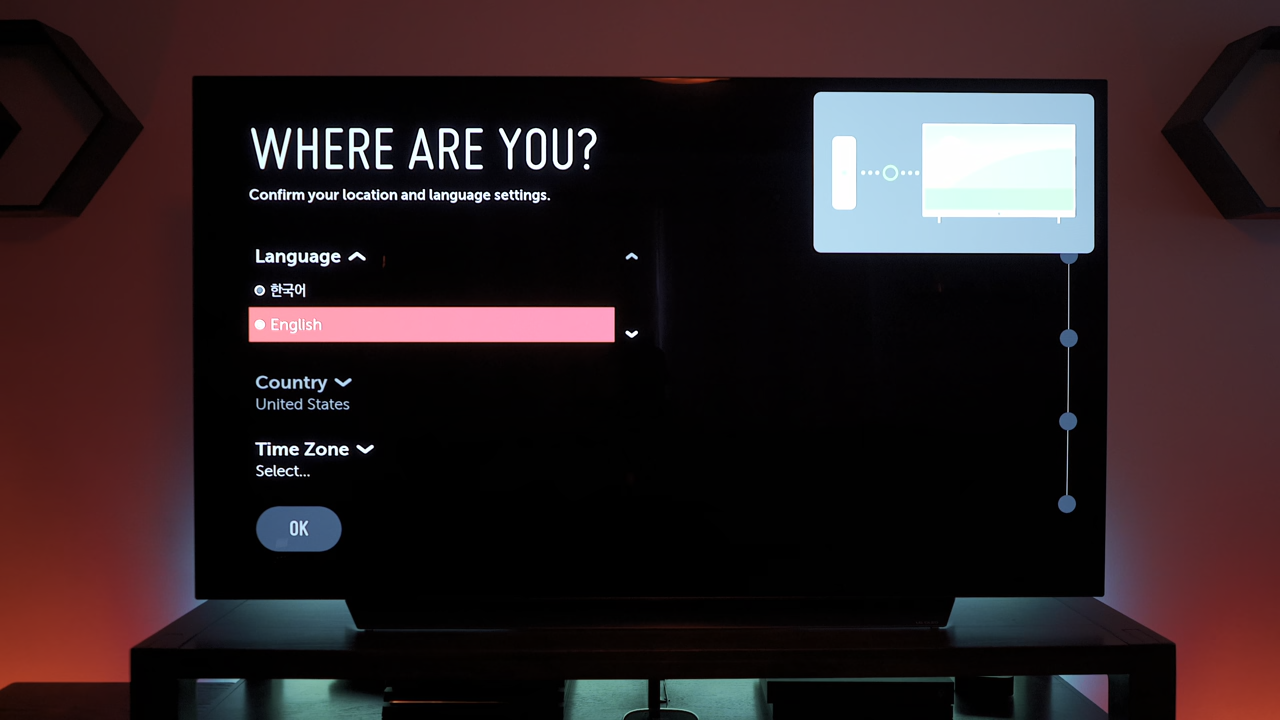 WHERE ARE YOU?
Confirm your location and language settings.
Language
한국어
English
Country
United States
Time Zone
Select...
OK